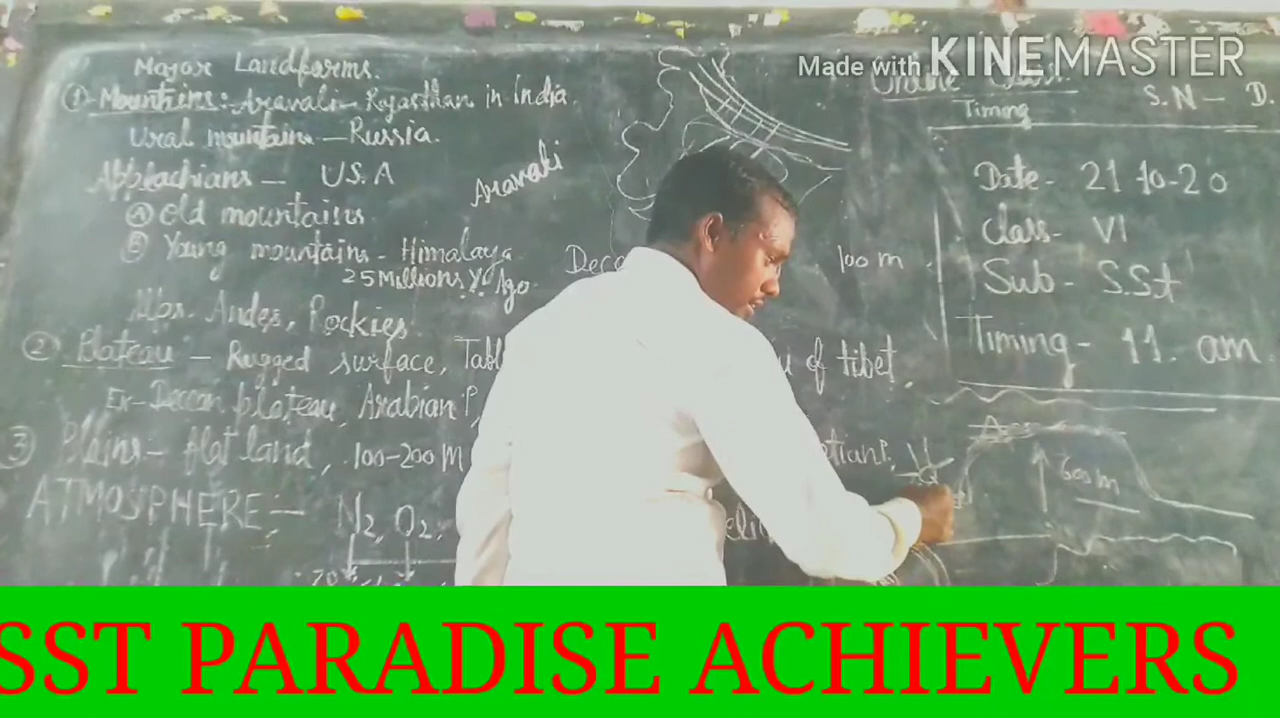 Major Landforms.
① Mountains:- Aravali- Rajasthan in India.
Ural mountains - Russia.
Applachians - U.S.A
Ⓐ Old mountains
Ⓑ Young mountains - Himalaya
25 Millions Y. Ago.
Andes, Rockies
② Plateau - Rugged surface,
of tibet
Ex- Deccan plateau, Arabian P,
③ Plains - flat land, 100-200 M
ATMOSPHERE:- N2, O2,
Aravali
100 m
600 m
Made with KINEMASTER
Online Class
S.N - D.
Timing
Date- 21-10-20
Class- VI
Sub- S.St
Timing- 11. am
SST PARADISE ACHIEVERS